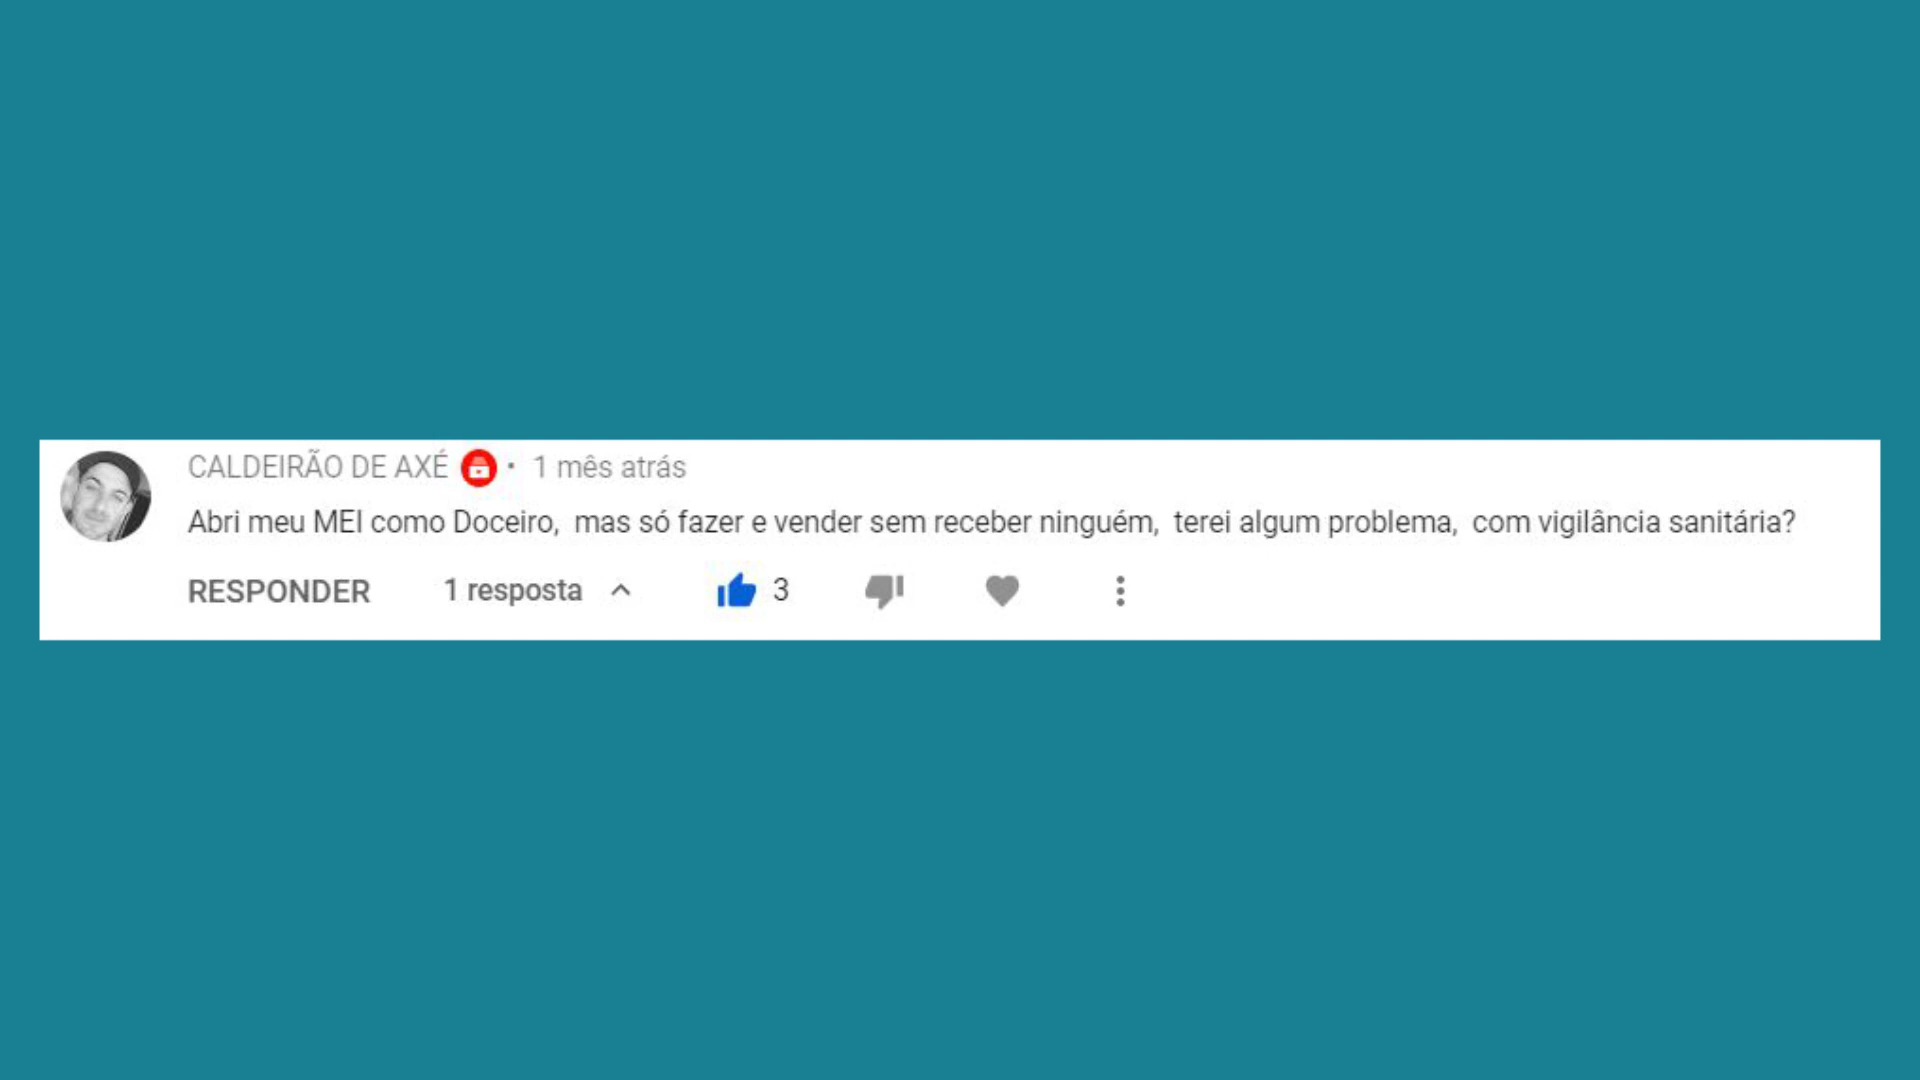 CALDEIRÃO DE AXÉ • 1 mês atrás
Abri meu MEI como Doceiro,  mas só fazer e vender sem receber ninguém,  terei algum problema,  com vigilância sanitária?
RESPONDER 1 resposta 3